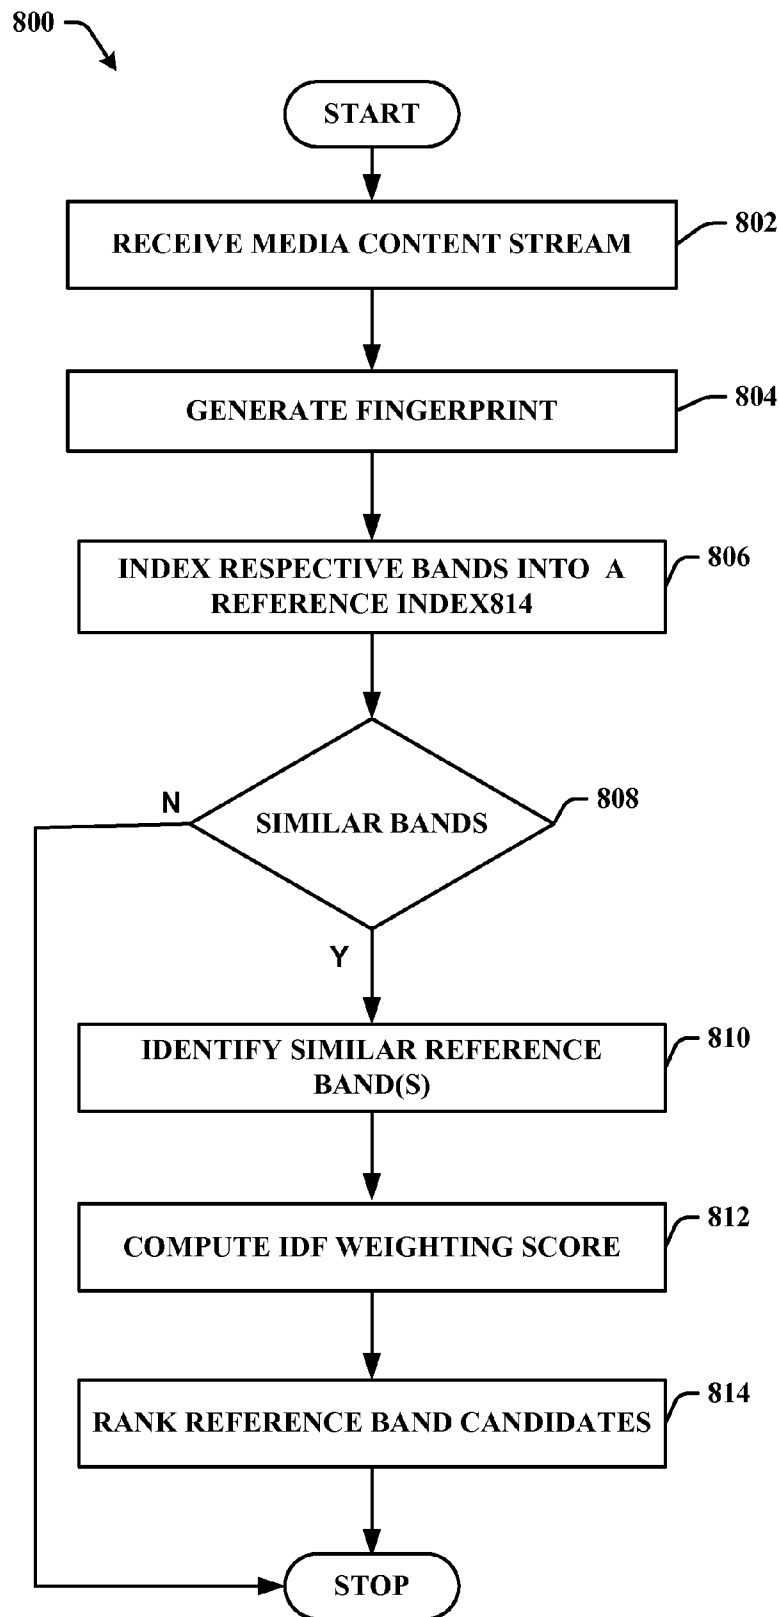 800
START
RECEIVE MEDIA CONTENT STREAM
802
GENERATE FINGERPRINT
804
INDEX RESPECTIVE BANDS INTO A
REFERENCE INDEX814
806
SIMILAR BANDS
808
N
Y
IDENTIFY SIMILAR REFERENCE
BAND(S)
810
COMPUTE IDF WEIGHTING SCORE
812
RANK REFERENCE BAND CANDIDATES
814
STOP